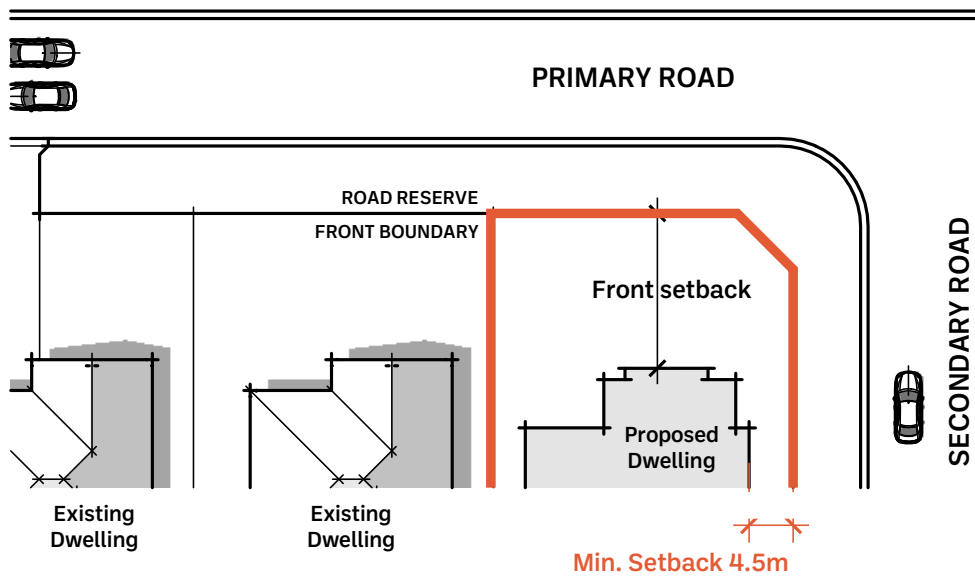 PRIMARY ROAD
ROAD RESERVE
FRONT BOUNDARY
Front setback
SECONDARY ROAD
Proposed
Dwelling
Existing
Dwelling
Existing
Dwelling
Min. Setback 4.5m